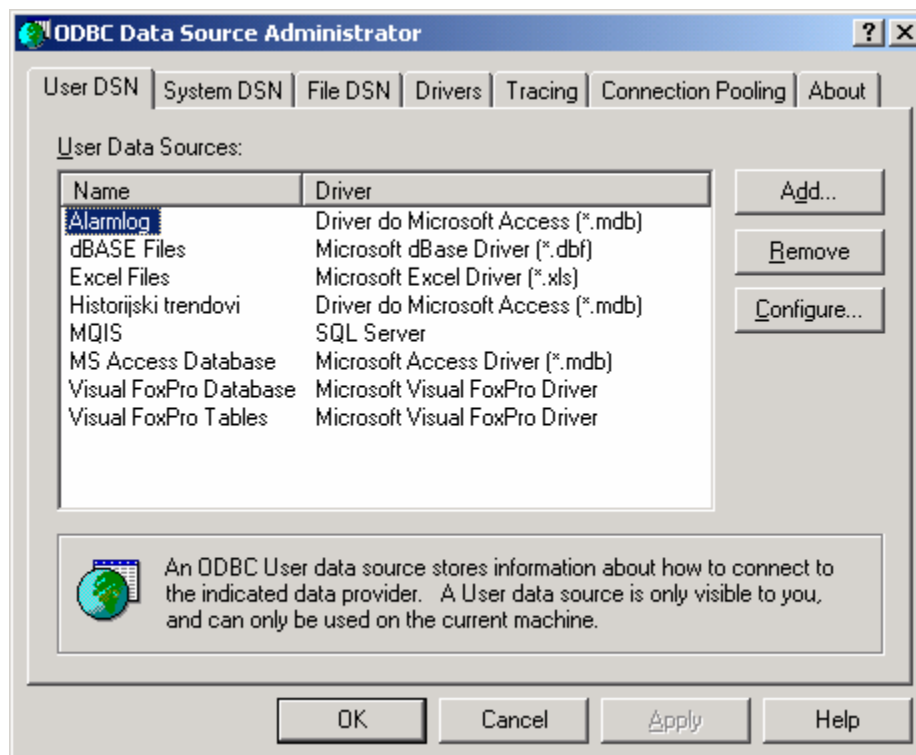 ODBC Data Source Administrator
User DSN System DSN File DSN Drivers Tracing Connection Pooling About
User Data Sources:
Name Driver
Alarmlog Driver do Microsoft Access (*.mdb)
dBASE Files Microsoft dBase Driver (*.dbf)
Excel Files Microsoft Excel Driver (*.xls)
Historijski trendovi Driver do Microsoft Access (*.mdb)
MQIS SQL Server
MS Access Database Microsoft Access Driver (*.mdb)
Visual FoxPro Database Microsoft Visual FoxPro Driver
Visual FoxPro Tables Microsoft Visual FoxPro Driver
Add...
Remove
Configure...
An ODBC User data source stores information about how to connect to
the indicated data provider. A User data source is only visible to you,
and can only be used on the current machine.
OK Cancel Apply Help